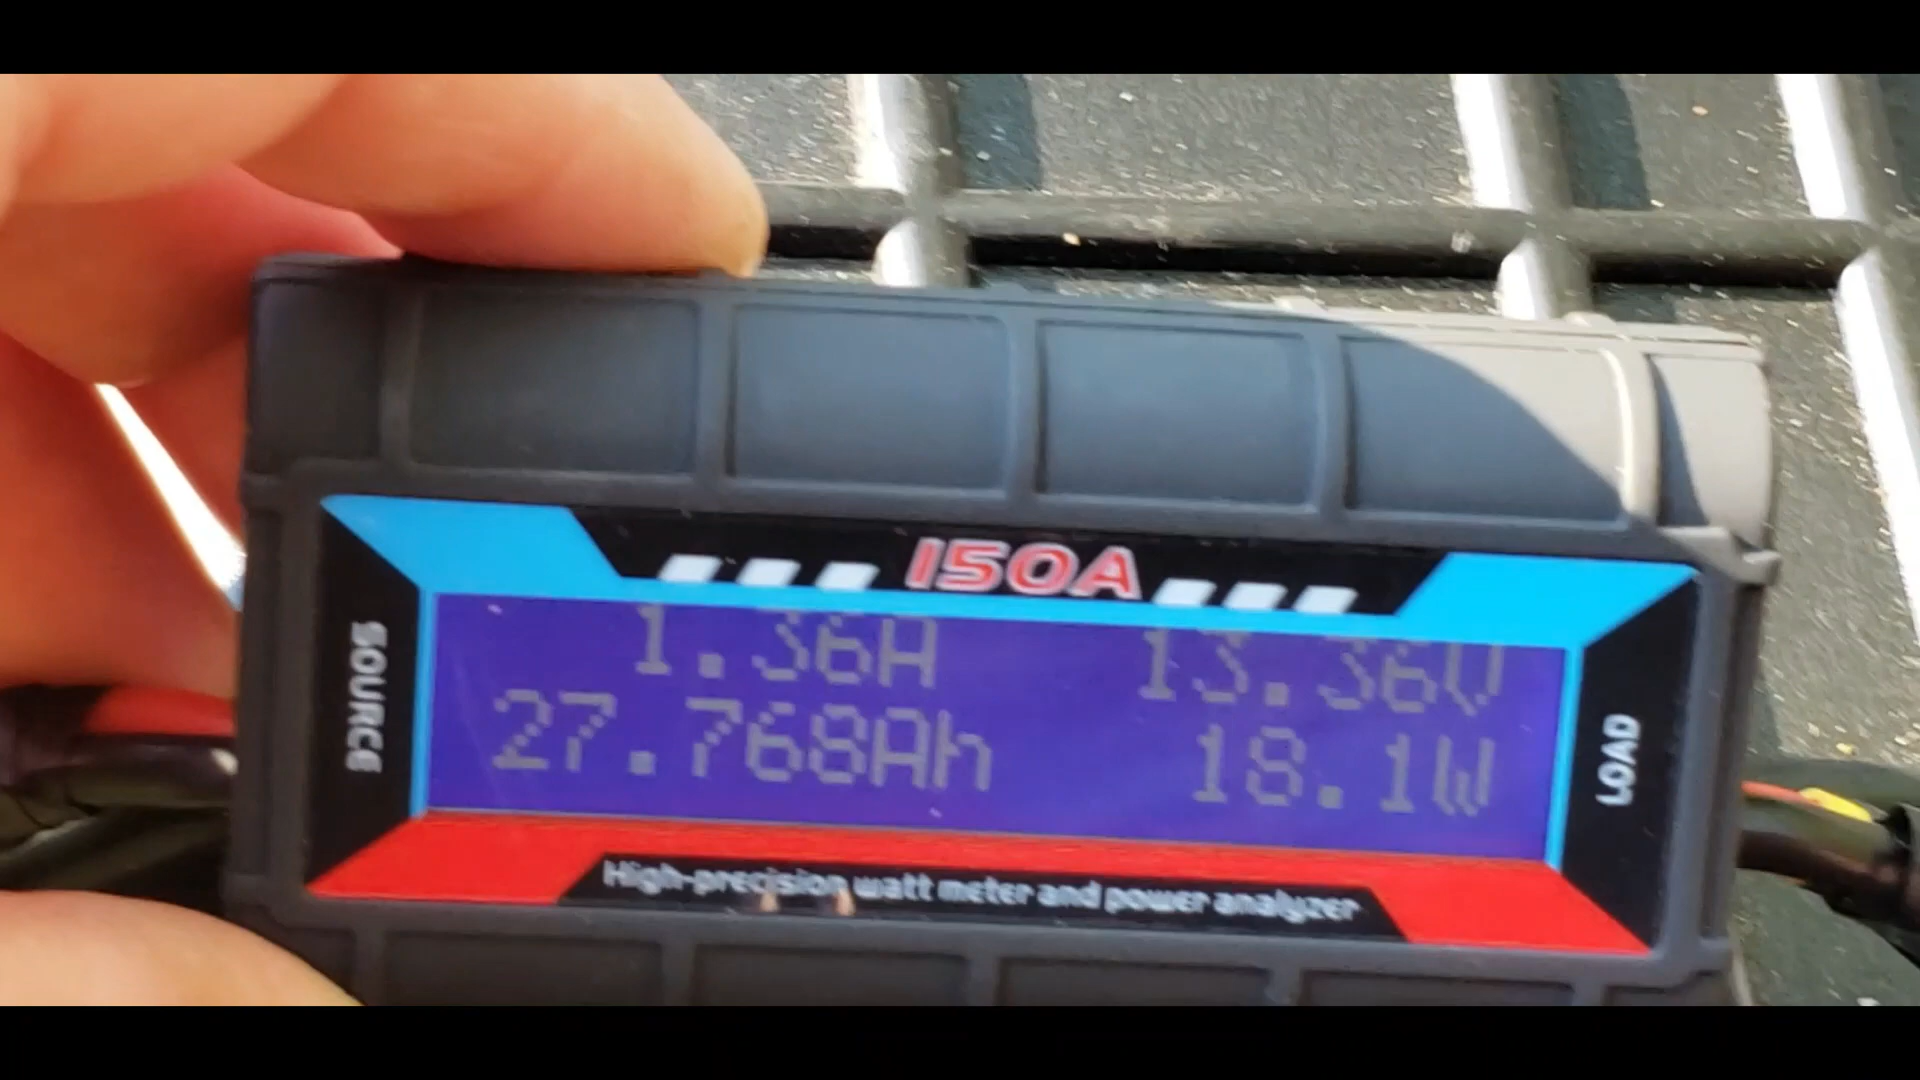 150A
SOURCE
1.36A 13.36V
27.768Ah 18.1W
LOAD
High-precision watt meter and power analyzer